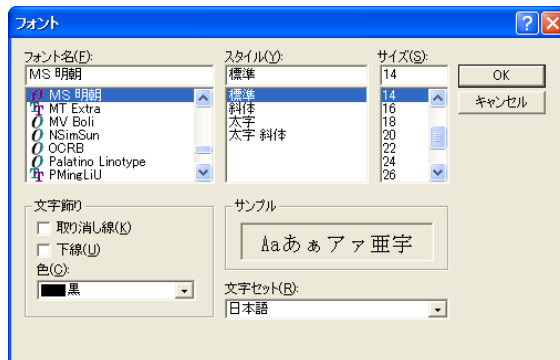 フォント
フォント名(F):
スタイル(Y):
サイズ(S):
MS 明朝
標準
14
OK
MS 明朝
MT Extra
MV Boli
NSimSun
OCRB
Palatino Linotype
PMingLiU
標準
斜体
太字
太字 斜体
14
16
18
20
22
24
26
キャンセル
文字飾り
取り消し線(K)
下線(U)
色(C):
黒
サンプル
Aaあぁアァ亜宇
文字セット(R):
日本語